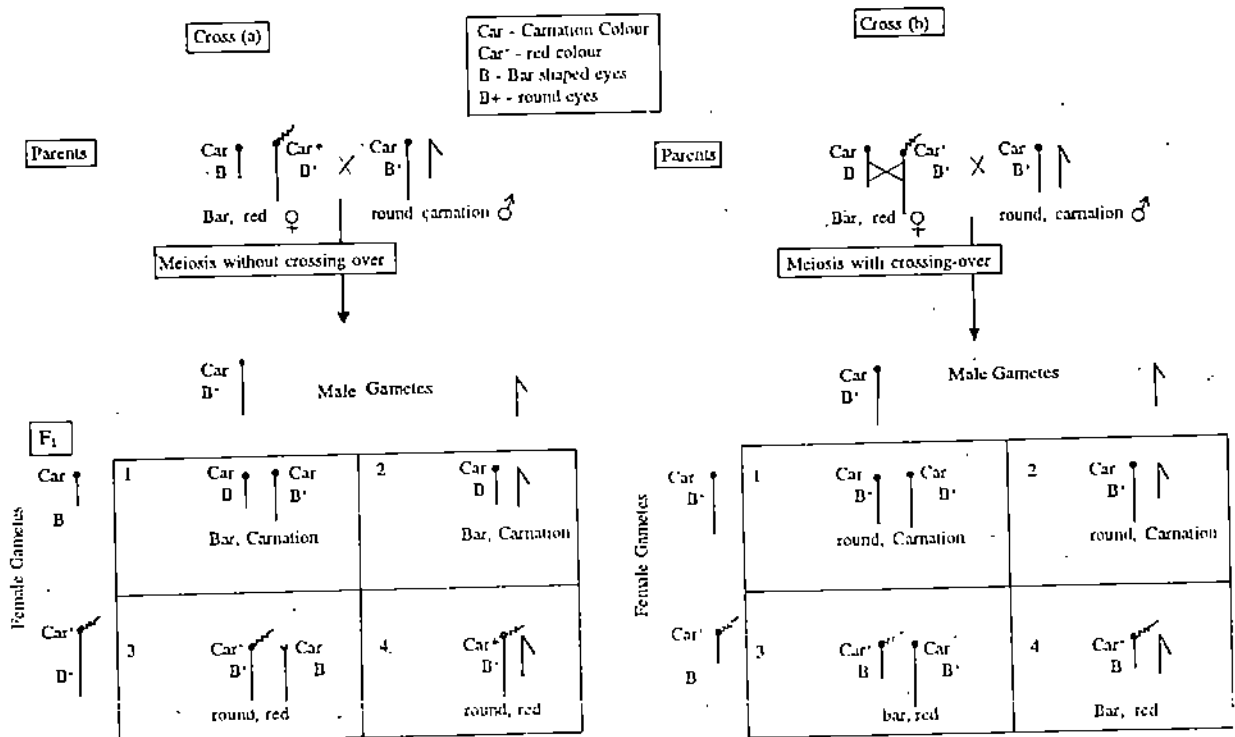 Cross (a)
Car - Carnation Colour
Car⁺ - red colour
B - Bar shaped eyes
B+ - round eyes
Cross (b)
Parents
Car
B
Car⁺
B⁺
X
Car
B⁺
Bar, red ♀
round carnation ♂
Meiosis without crossing over
Parents
Car
B
Car⁺
B⁺
X
Car
B⁺
Bar, red ♀
round, carnation ♂
Meiosis with crossing-over
Car
B⁺
Male Gametes
F₁
Female Gametes
Car
B
1
Car
B
Car
B⁺
Bar, Carnation
2
Car
B
Bar, Carnation
Car⁺
B⁺
3
Car⁺
B⁺
Car
B
round, red
4.
Car⁺
B⁺
round, red
Car
B⁺
Male Gametes
Female Gametes
Car
B⁺
1
Car
B⁺
Car
B⁺
round, Carnation
2
Car
B⁺
round, Carnation
Car⁺
B
3
Car⁺
B
Car
B⁺
bar, red
4
Car⁺
B
Bar, red